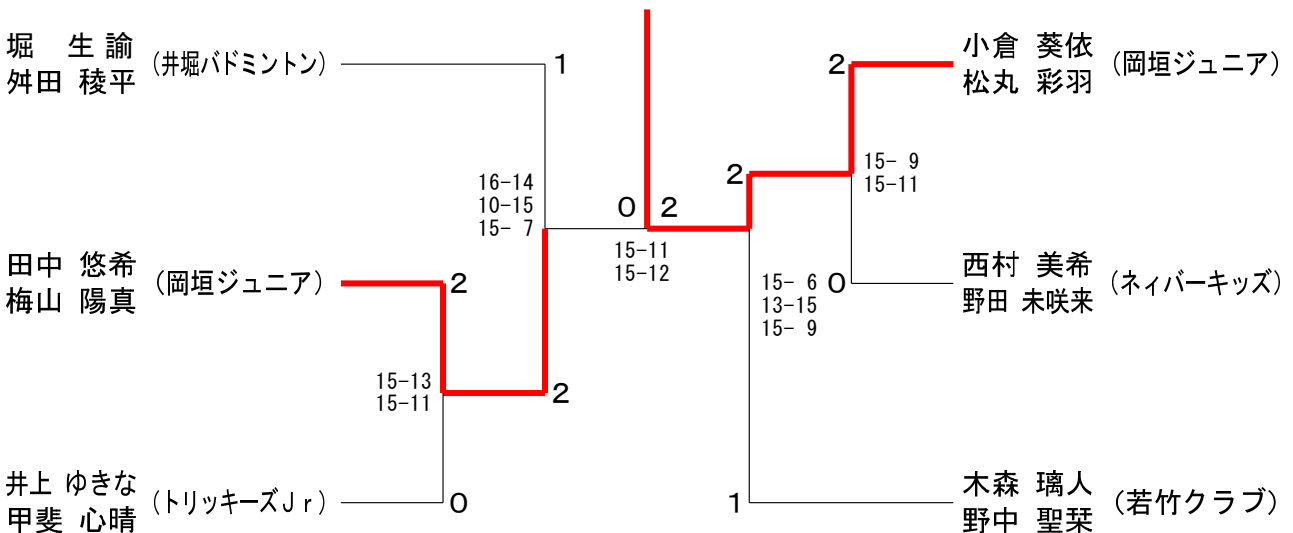 堀　生諭
舛田 稜平
(井堀バドミントン)
1
16-14
10-15
15- 7
田中 悠希
梅山 陽真
(岡垣ジュニア)
2
15-13
15-11
2
井上 ゆきな
甲斐 心晴
(トリッキーズJr)
0
0 2
15-11
15-12
小倉 葵依
松丸 彩羽
(岡垣ジュニア)
2
15- 9
15-11
2
西村 美希
野田 未咲来
(ネィバーキッズ)
0
15- 6
13-15
15- 9
木森 璃人
野中 聖栞
(若竹クラブ)
1